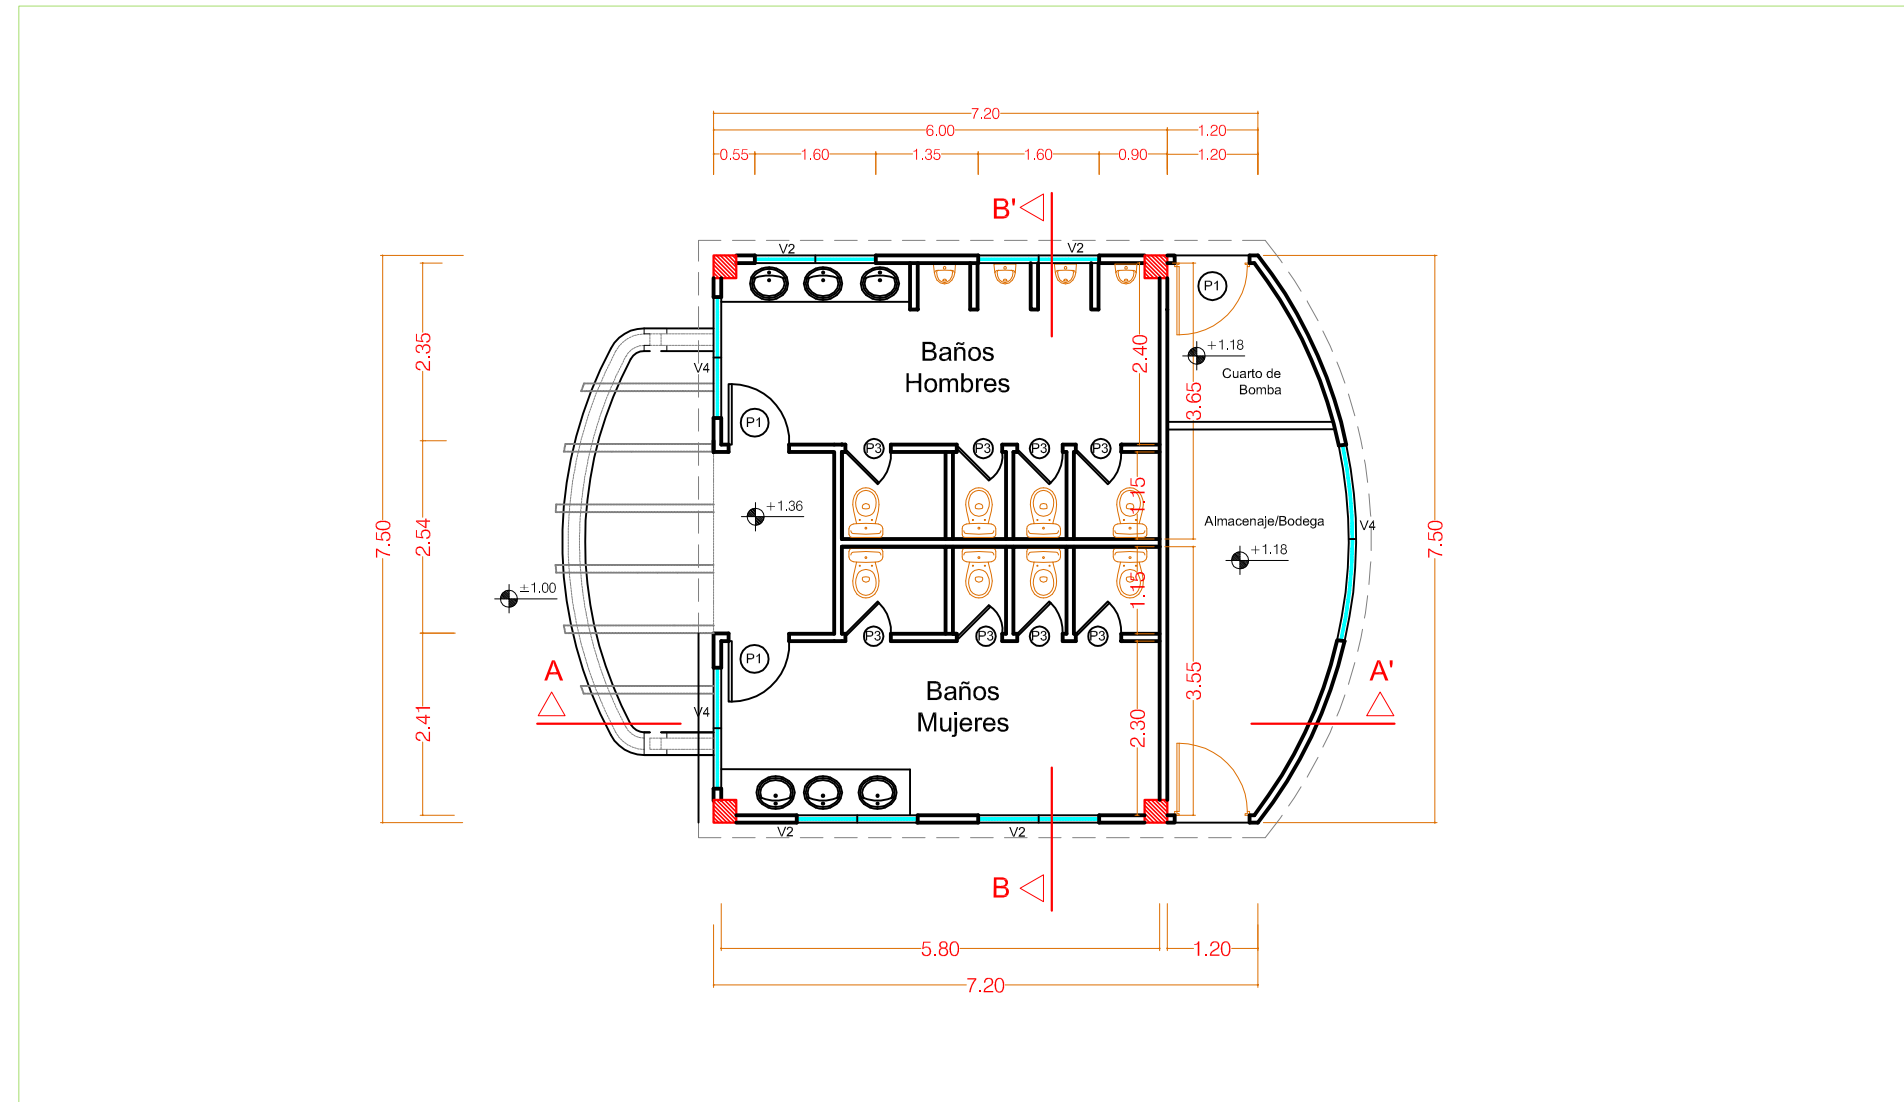 7.20
6.00
1.20
0.55
1.60
1.35
1.60
0.90
1.20
B'
V2
V2
P1
2.35
V4
Baños
Hombres
2.40
+1.18
Cuarto de
Bomba
3.65
P1
P3
P3
P3
P3
7.50
2.54
+1.36
1.15
Almacenaje/Bodega
V4
7.50
+1.18
±1.00
1.15
P3
P3
P3
P3
P1
A
A'
2.41
V4
Baños
Mujeres
3.55
2.30
V2
V2
B
5.80
1.20
7.20